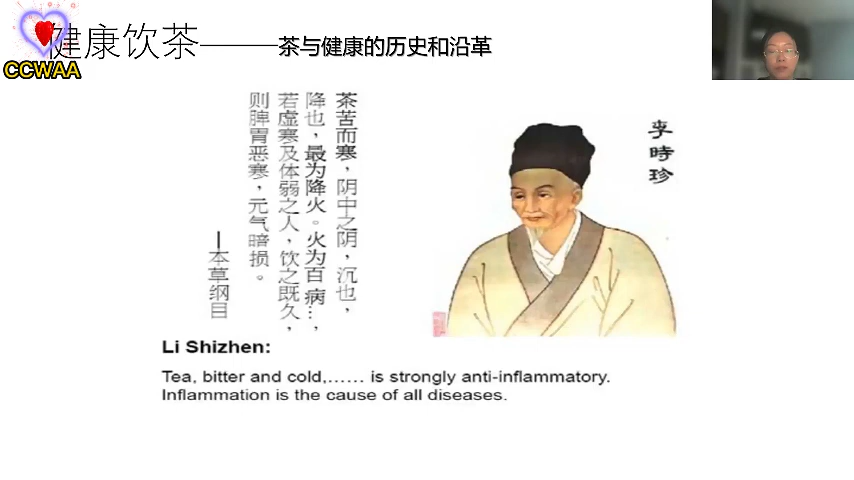 健康饮茶———茶与健康的历史和沿革
CCWAA
茶苦而寒，阴中之阴，沉也，
降也，最为降火。火为百病…，
若虚寒及体弱之人，饮之既久，
则脾胃恶寒，元气暗损。
—本草纲目
李時珍
Li Shizhen:
Tea, bitter and cold,…… is strongly anti-inflammatory.
Inflammation is the cause of all diseases.